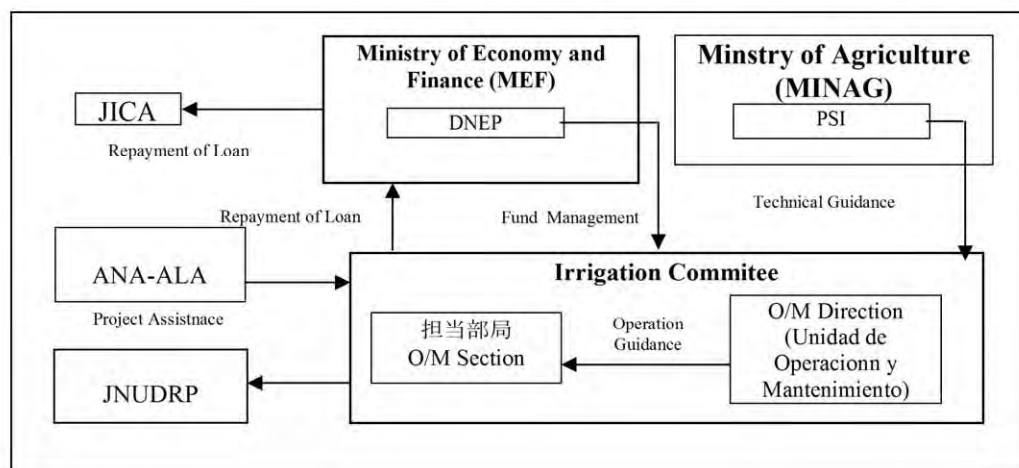 Ministry of Economy and
Finance (MEF)
DNEP
Minstry of Agriculture
(MINAG)
PSI
JICA
Repayment of Loan
Repayment of Loan
Fund Management
Technical Guidance
ANA-ALA
Project Assistnace
JNUDRP
Irrigation Commitee
担当部局
O/M Section
Operation
Guidance
O/M Direction
(Unidad de
Operacionn y
Mantenimiento)